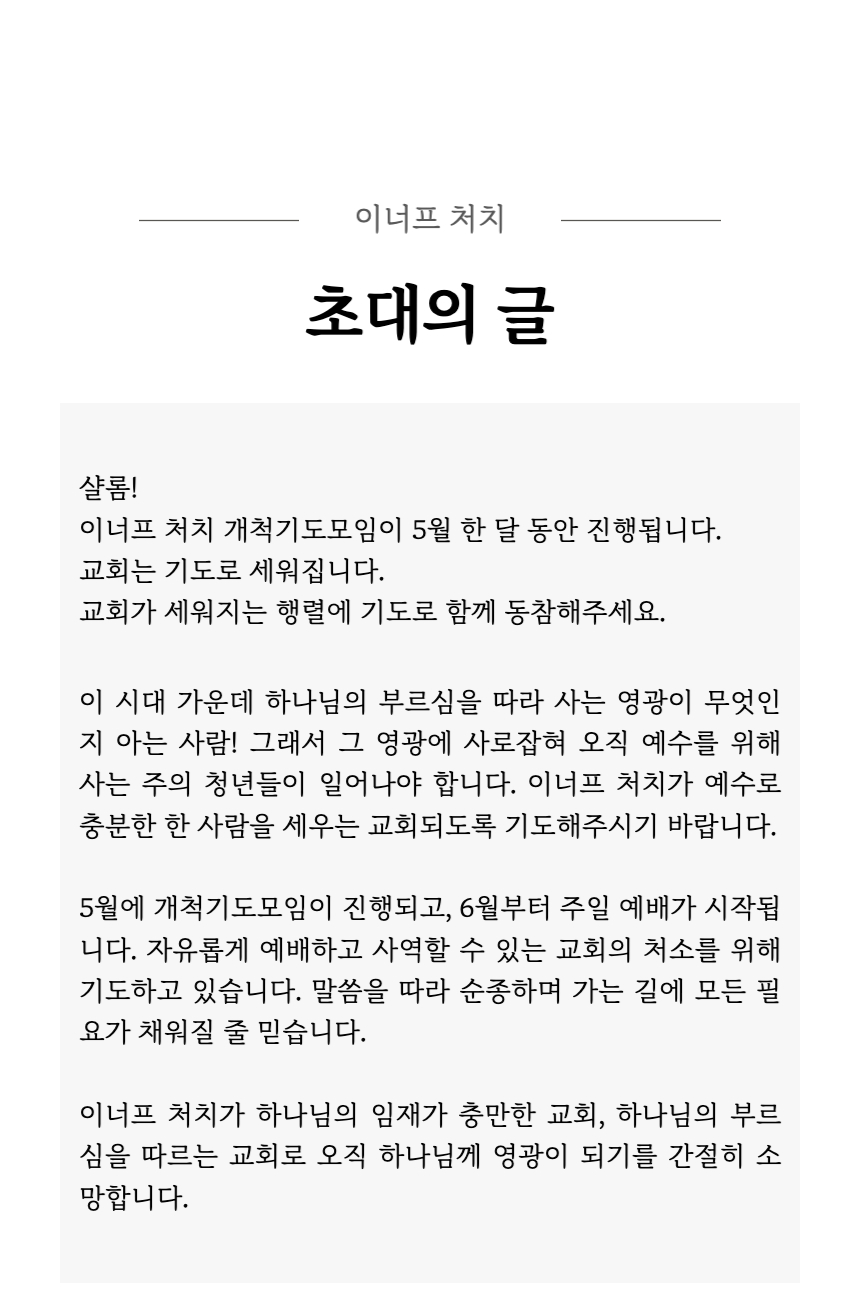 이너프 처치
초대의 글
샬롬!
이너프 처치 개척기도모임이 5월 한 달 동안 진행됩니다.
교회는 기도로 세워집니다.
교회가 세워지는 행렬에 기도로 함께 동참해주세요.
이 시대 가운데 하나님의 부르심을 따라 사는 영광이 무엇인
지 아는 사람! 그래서 그 영광에 사로잡혀 오직 예수를 위해
사는 주의 청년들이 일어나야 합니다. 이너프 처치가 예수로
충분한 한 사람을 세우는 교회되도록 기도해주시기 바랍니다.
5월에 개척기도모임이 진행되고, 6월부터 주일 예배가 시작됩
니다. 자유롭게 예배하고 사역할 수 있는 교회의 처소를 위해
기도하고 있습니다. 말씀을 따라 순종하며 가는 길에 모든 필
요가 채워질 줄 믿습니다.
이너프 처치가 하나님의 임재가 충만한 교회, 하나님의 부르
심을 따르는 교회로 오직 하나님께 영광이 되기를 간절히 소
망합니다.